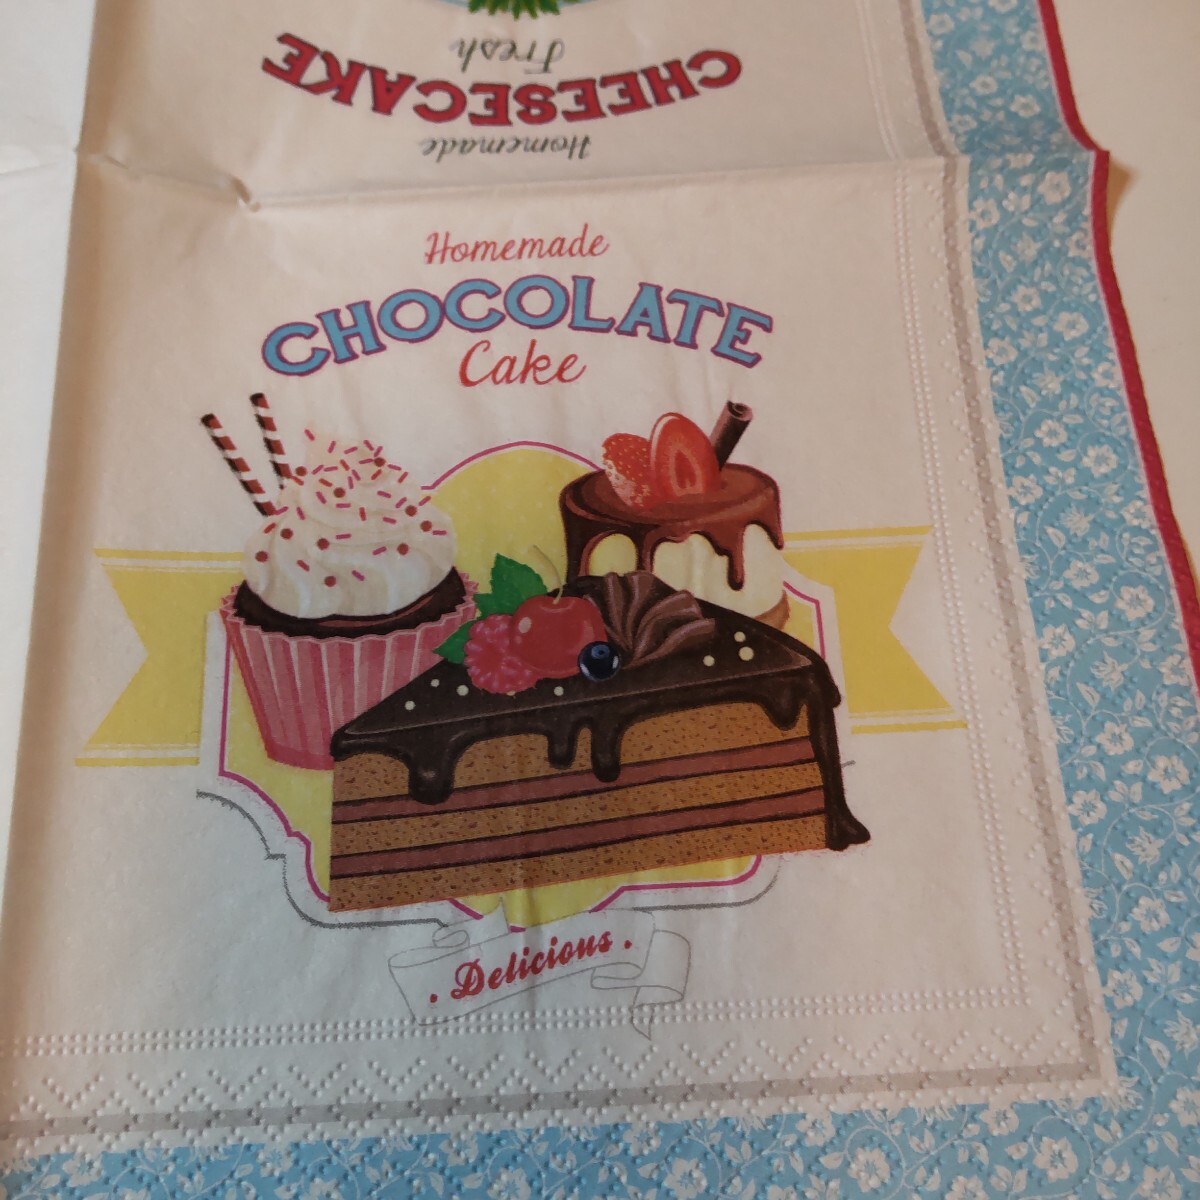 Homemade
CHEESECAKE
Fresh
Homemade
CHOCOLATE
Cake
. Delicious .